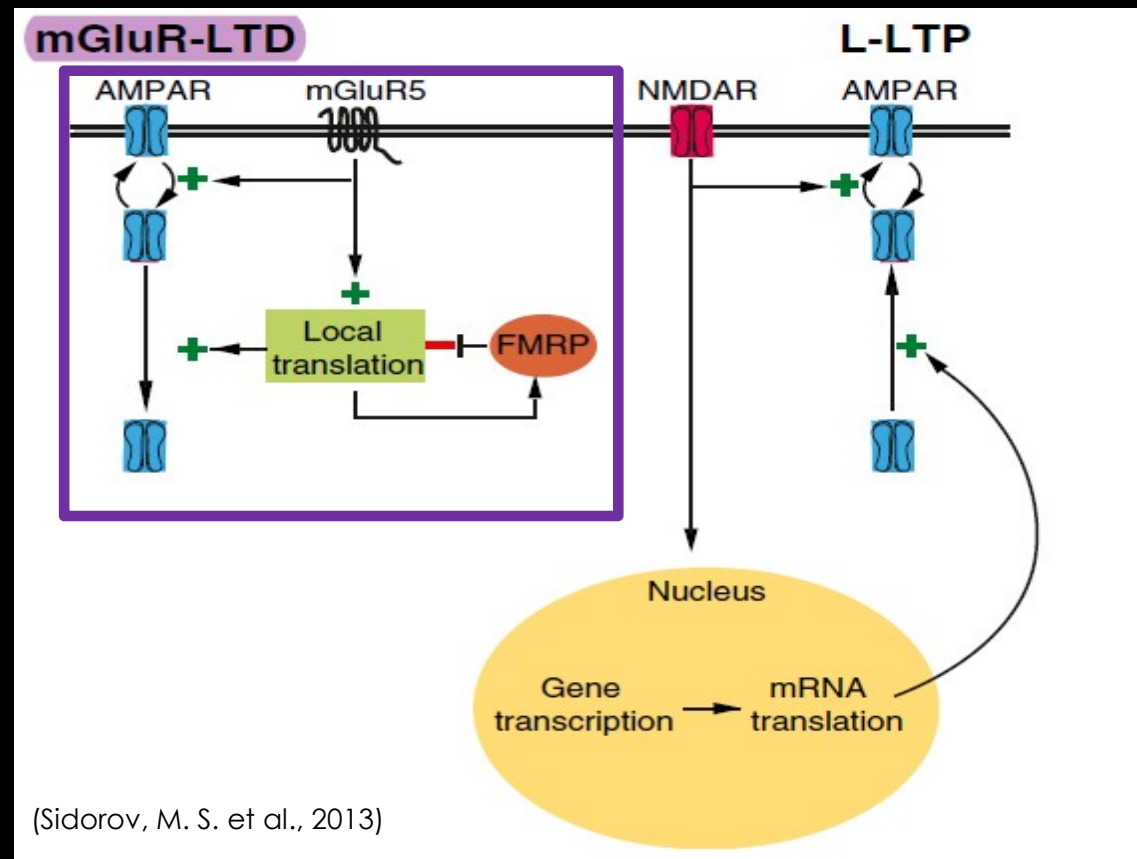 mGluR-LTD
L-LTP
AMPAR
mGluR5
NMDAR
AMPAR
Local
translation
FMRP
Nucleus
Gene
transcription
mRNA
translation
(Sidorov, M. S. et al., 2013)